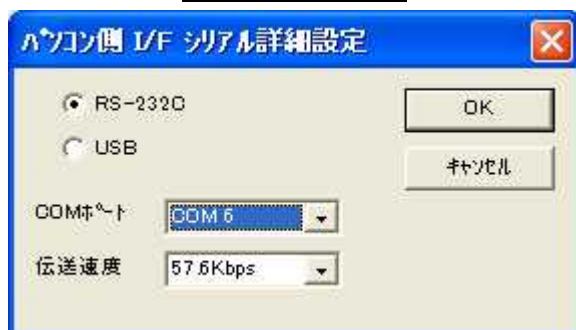 ﾊﾟｿｺﾝ側 I/F ｼﾘｱﾙ詳細設定
RS-232C
OK
USB
ｷｬﾝｾﾙ
COMﾎﾟｰﾄ COM 6
伝送速度 57.6Kbps